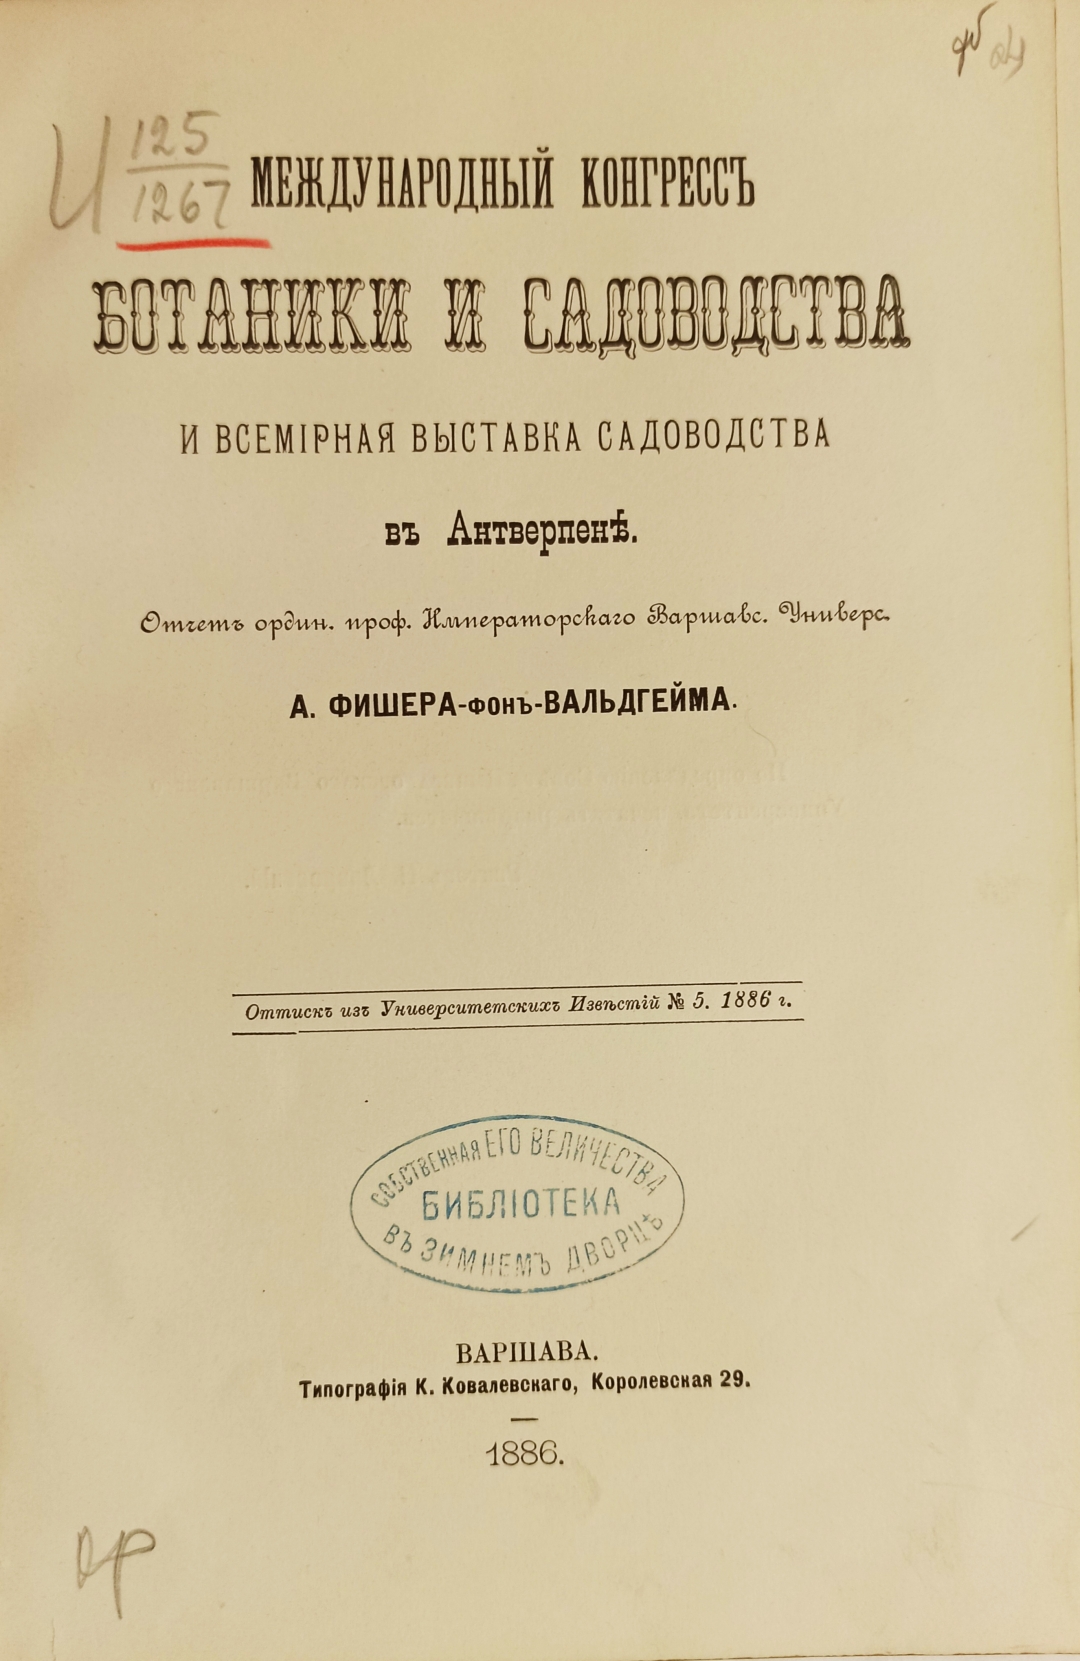 И 125
1267
МЕЖДУНАРОДНЫЙ КОНГРЕССЪ
БОТАНИКИ И САДОВОДСТВА
И ВСЕМІРНАЯ ВЫСТАВКА САДОВОДСТВА
въ Антверпенѣ.
Отчетъ ордин. проф. Императорскаго Варшавс. Универс.
А. ФИШЕРА-ФОНЪ-ВАЛЬДГЕЙМА.
Оттискъ изъ Университетскихъ Извѣстій № 5. 1886 г.
СОБСТВЕННАЯ ЕГО ВЕЛИЧЕСТВА
БИБЛІОТЕКА
ВЪ ЗИМНЕМЪ ДВОРЦѢ
ВАРШАВА.
Типографія К. Ковалевскаго, Королевская 29.
1886.